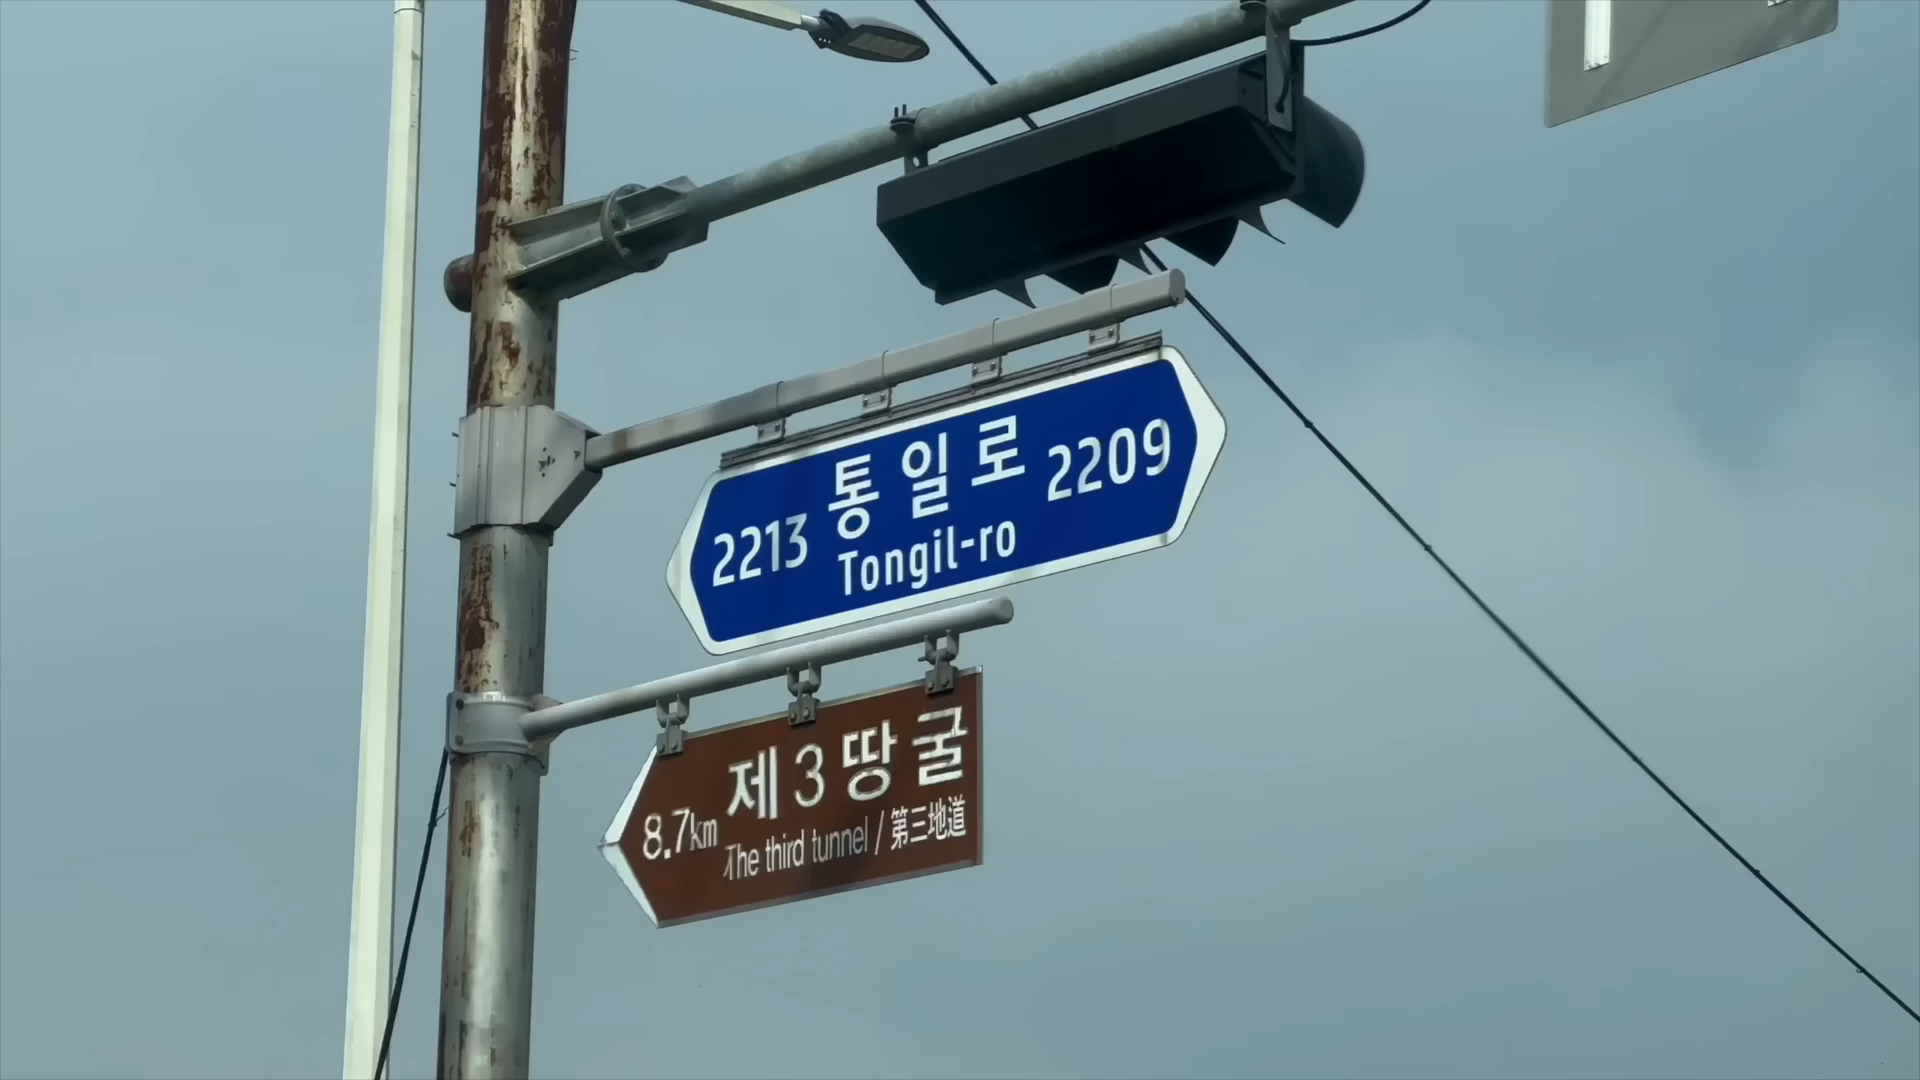 2213 통일로 2209
Tongil-ro
8.7km 제3땅굴
The third tunnel / 第三地道